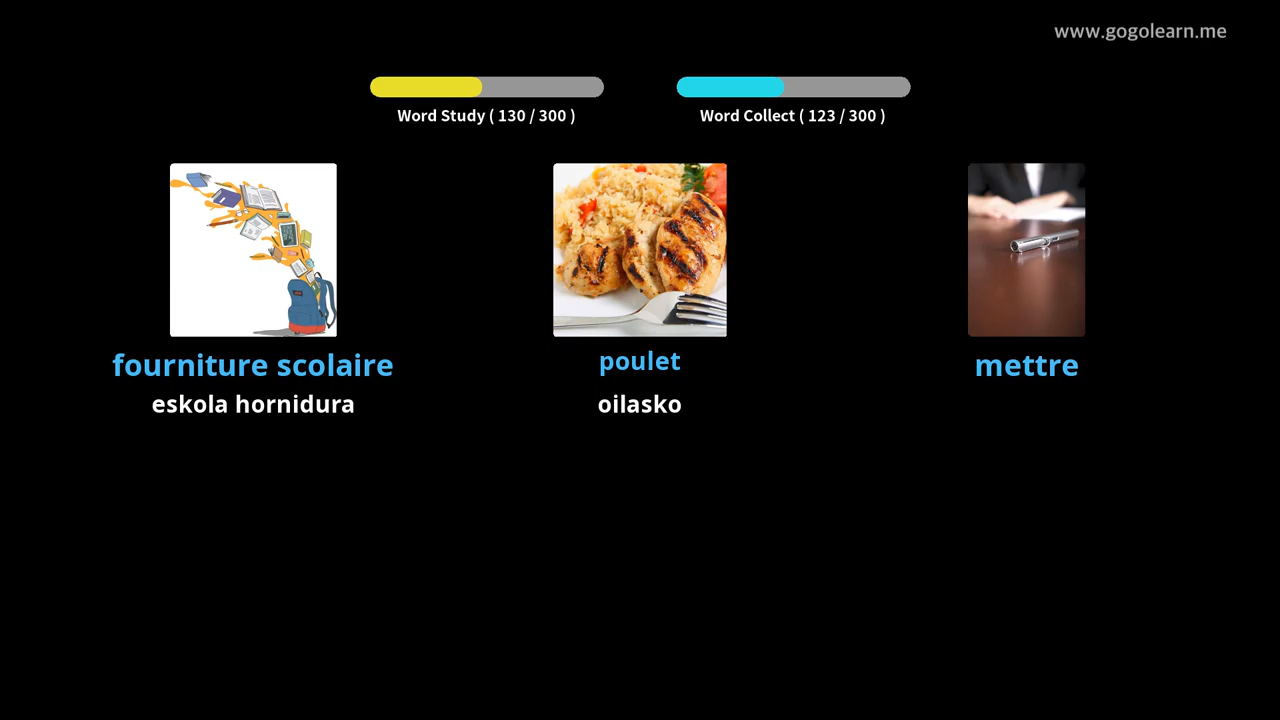 www.gogolearn.me
Word Study ( 130 / 300 )
Word Collect ( 123 / 300 )
fourniture scolaire
poulet
mettre
eskola hornidura
oilasko